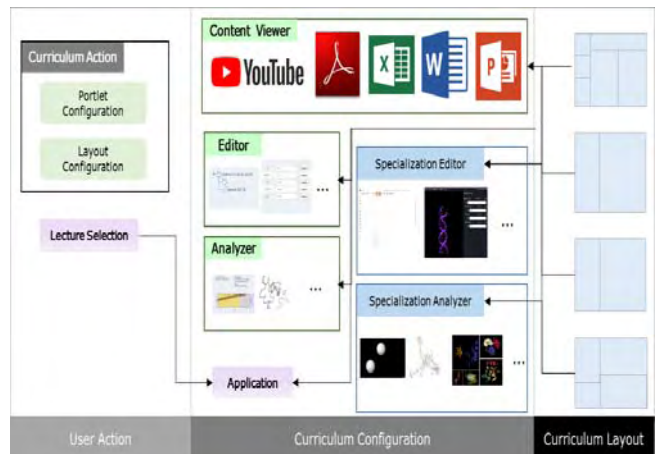 Content Viewer
YouTube
X
W
P
Curriculum Action
Portlet
Configuration
Layout
Configuration
Editor
...
Specialization Editor
...
Lecture Selection
Analyzer
...
Specialization Analyzer
...
Application
User Action
Curriculum Configuration
Curriculum Layout